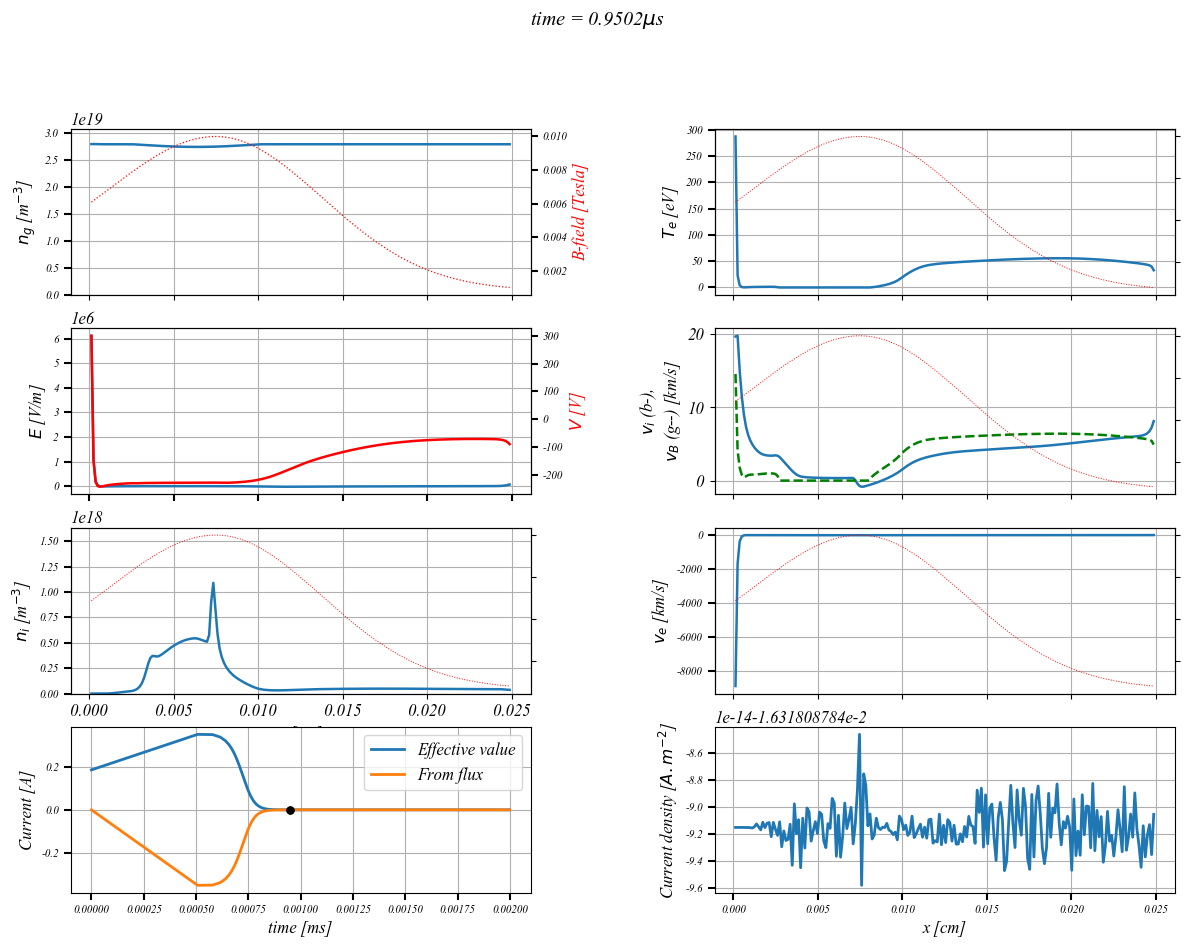 time = 0.9502μs
1e19
3.0
2.5
2.0
1.5
1.0
0.5
0.0
n_g [m⁻³]
0.010
0.008
0.006
0.004
0.002
B-field [Tesla]
300
250
200
150
100
50
0
T_e [eV]
1e6
6
5
4
3
2
1
0
E [V/m]
300
200
100
0
-100
-200
V [V]
20
10
0
v_i (b-),
v_B (g--) [km/s]
1e18
1.50
1.25
1.00
0.75
0.50
0.25
0.00
n_i [m⁻³]
0.000 0.005 0.010 0.015 0.020 0.025
0
-2000
-4000
-6000
-8000
v_e [km/s]
0.2
0.0
-0.2
Current [A]
Effective value
From flux
0.00000 0.00025 0.00050 0.00075 0.00100 0.00125 0.00150 0.00175 0.00200
time [ms]
1e-14-1.631808784e-2
-8.6
-8.8
-9.0
-9.2
-9.4
-9.6
Current density [A.m⁻²]
0.000 0.005 0.010 0.015 0.020 0.025
x [cm]